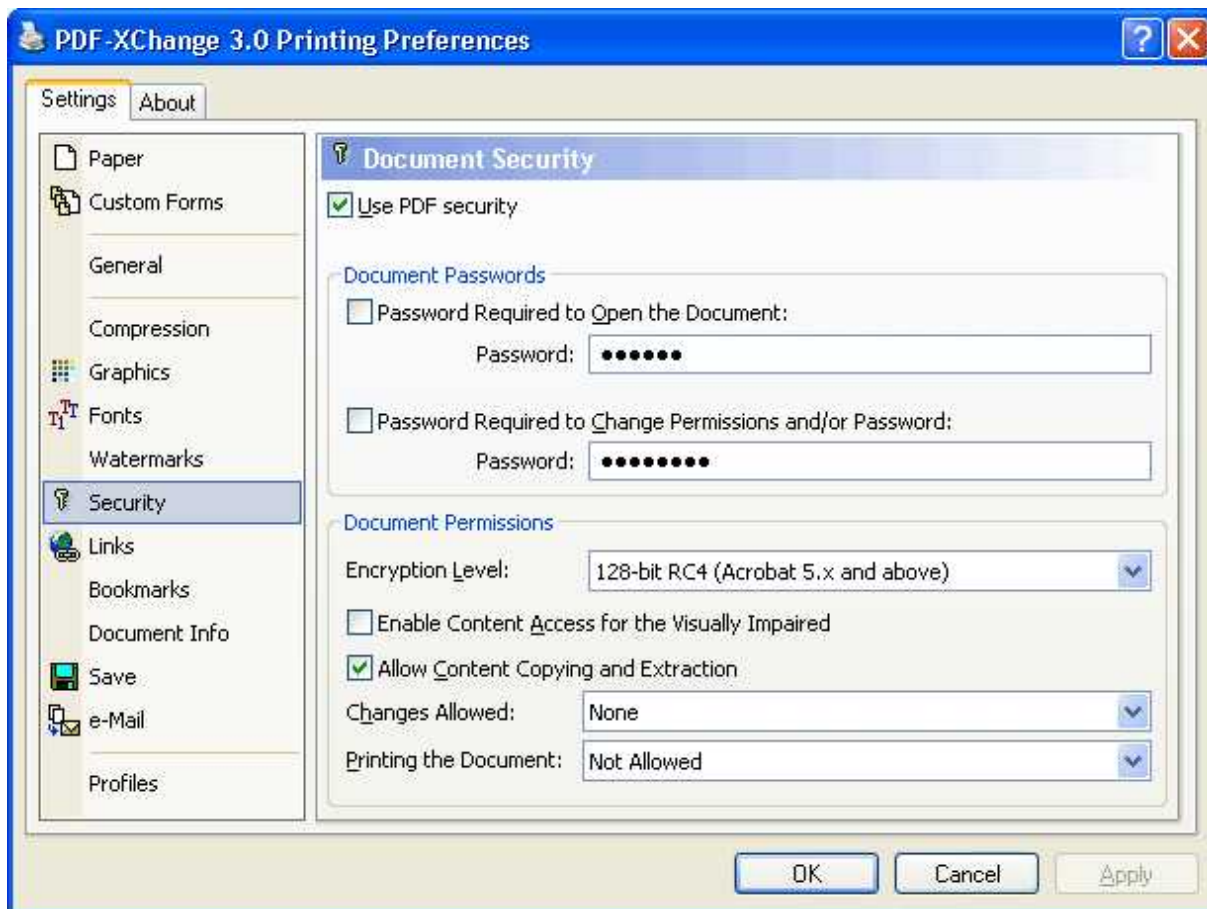 PDF-XChange 3.0 Printing Preferences
Settings
About
Paper
Custom Forms
General
Compression
Graphics
Fonts
Watermarks
Security
Links
Bookmarks
Document Info
Save
e-Mail
Profiles
Document Security
Use PDF security
Document Passwords
Password Required to Open the Document:
Password: ●●●●●●
Password Required to Change Permissions and/or Password:
Password: ●●●●●●●●
Document Permissions
Encryption Level: 128-bit RC4 (Acrobat 5.x and above)
Enable Content Access for the Visually Impaired
Allow Content Copying and Extraction
Changes Allowed: None
Printing the Document: Not Allowed
OK Cancel Apply